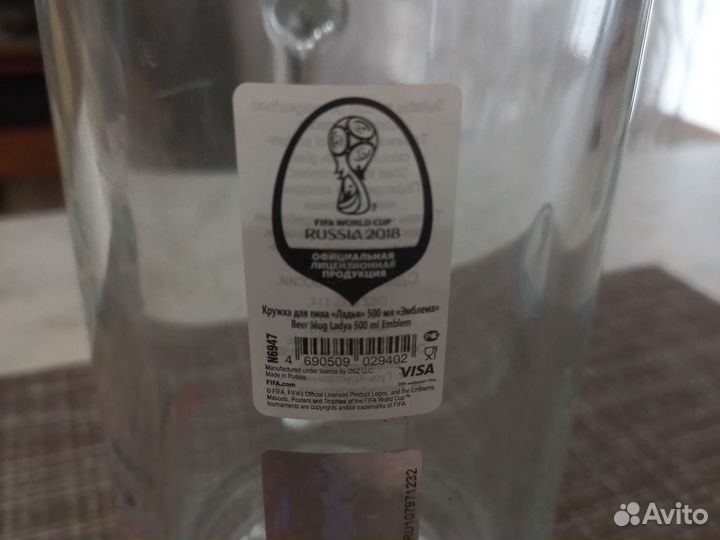 FIFA WORLD CUP
RUSSIA 2018
ОФИЦИАЛЬНАЯ
ЛИЦЕНЗИОННАЯ
ПРОДУКЦИЯ
Кружка для пива «Ладья» 500 мл «Эмблема»
Beer Mug Ladya 500 ml Emblem
N6947
4 690509 029402
Manufactured under licence by OSZ LLC
Made in Russia.
FIFA.com
VISA
© FIFA, FIFA's Official Licensed Product Logos, and the Emblems,
Mascots, Posters and Trophies of the FIFA World Cup™
tournaments are copyrights and/or trademarks of FIFA.
RU107971232
Avito